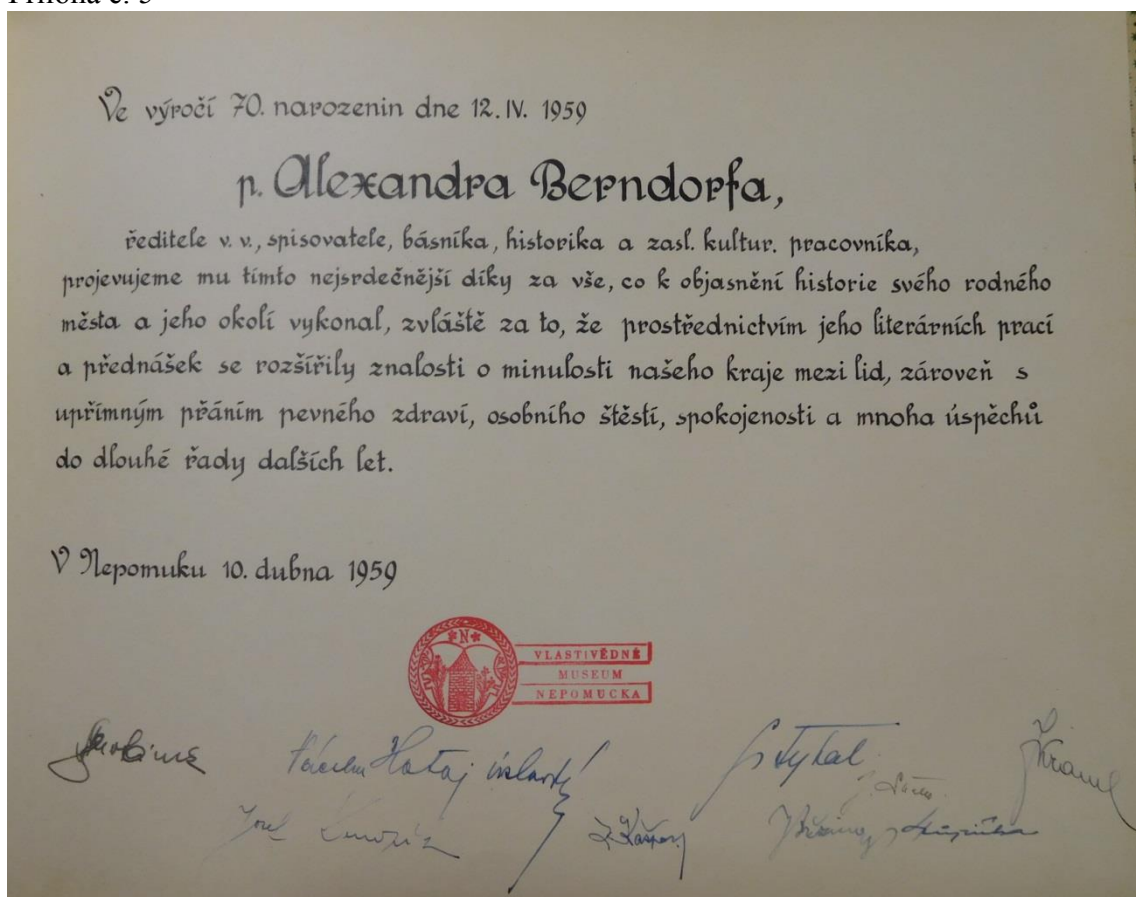 Ve výročí 70. narozenin dne 12. IV. 1959
p. Alexandra Berndorfa,
ředitele v. v., spisovatele, básníka, historika a zasl. kultur. pracovníka,
projevujeme mu tímto nejsrdečnější díky za vše, co k objasnění historie svého rodného
města a jeho okolí vykonal, zvláště za to, že prostřednictvím jeho literárních prací
a přednášek se rozšířily znalosti o minulosti našeho kraje mezi lid, zároveň s
upřímným přáním pevného zdraví, osobního štěstí, spokojenosti a mnoha úspěchů
do dlouhé řady dalších let.
V Nepomuku 10. dubna 1959
*N*
VLASTIVĚDNÉ
MUSEUM
NEPOMUCKA
Hataj
Josef